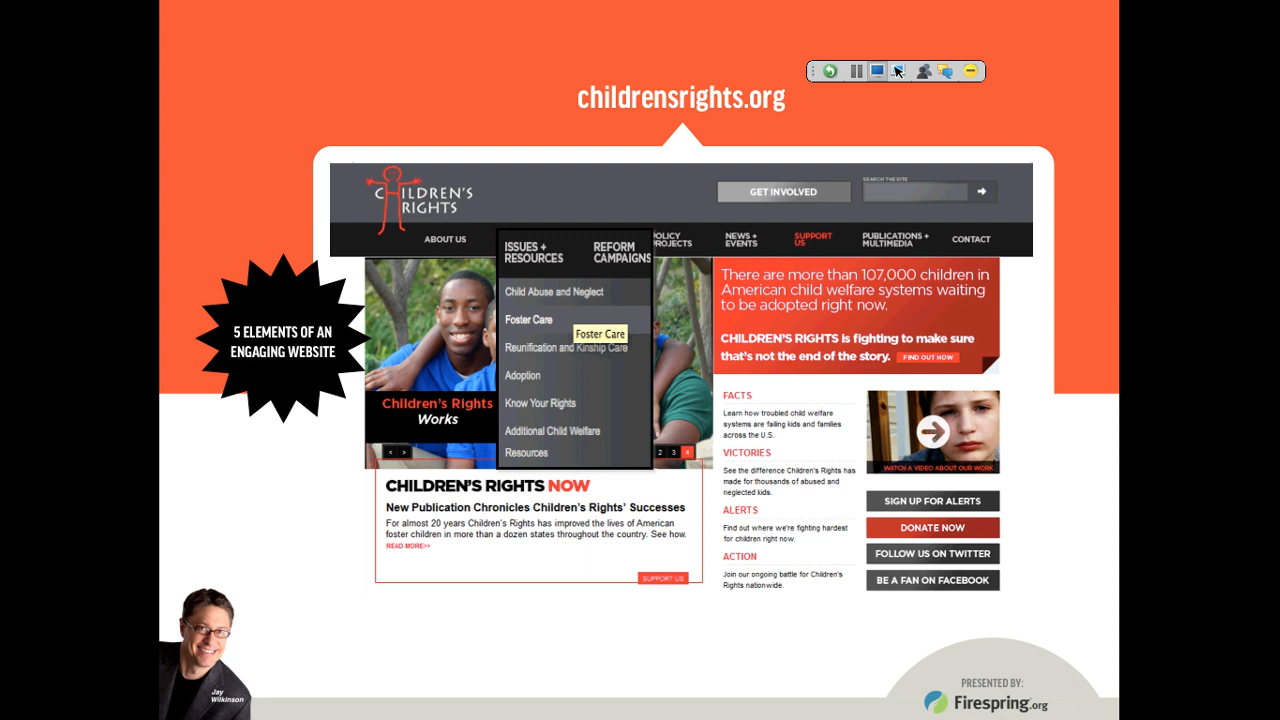 childrensrights.org
CHILDREN'S
RIGHTS
GET INVOLVED
SEARCH THE SITE
ABOUT US
ISSUES +
RESOURCES
REFORM
CAMPAIGNS
POLICY
PROJECTS
NEWS +
EVENTS
SUPPORT
US
PUBLICATIONS +
MULTIMEDIA
CONTACT
Child Abuse and Neglect
Foster Care
Foster Care
Reunification and Kinship Care
Adoption
Know Your Rights
Additional Child Welfare
Resources
5 ELEMENTS OF AN
ENGAGING WEBSITE
Children's Rights
Works
< >
2 3 4
There are more than 107,000 children in
American child welfare systems waiting
to be adopted right now.
CHILDREN'S RIGHTS is fighting to make sure
that's not the end of the story. FIND OUT HOW
CHILDREN'S RIGHTS NOW
New Publication Chronicles Children's Rights' Successes
For almost 20 years Children's Rights has improved the lives of American
foster children in more than a dozen states throughout the country. See how.
READ MORE>>
SUPPORT US
FACTS
Learn how troubled child welfare
systems are failing kids and families
across the U.S.
VICTORIES
See the difference Children's Rights has
made for thousands of abused and
neglected kids.
ALERTS
Find out where we're fighting hardest
for children right now.
ACTION
Join our ongoing battle for Children's
Rights nationwide.
WATCH A VIDEO ABOUT OUR WORK
SIGN UP FOR ALERTS
DONATE NOW
FOLLOW US ON TWITTER
BE A FAN ON FACEBOOK
Jay
Wilkinson
PRESENTED BY:
Firespring.org